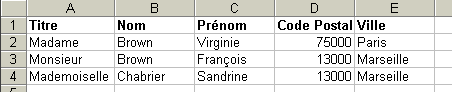 A B C D E
1 Titre Nom Prénom Code Postal Ville
2 Madame Brown Virginie 75000 Paris
3 Monsieur Brown François 13000 Marseille
4 Mademoiselle Chabrier Sandrine 13000 Marseille